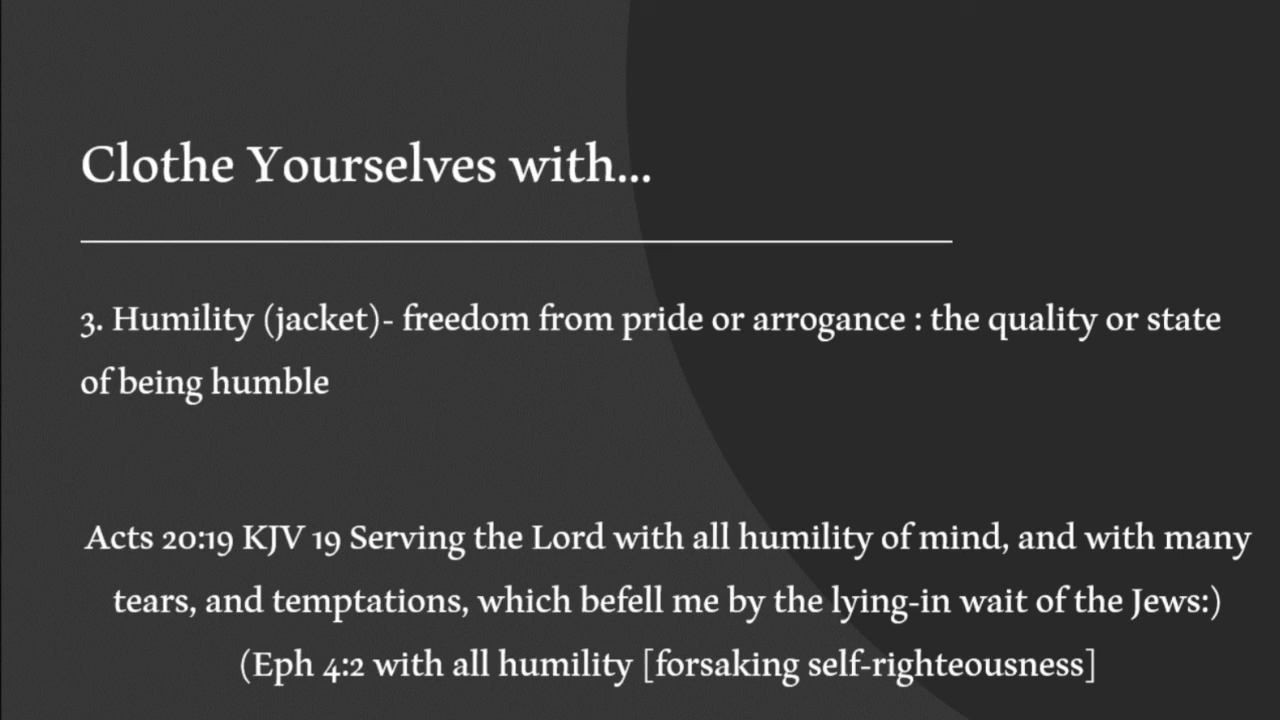 Clothe Yourselves with...
3. Humility (jacket)- freedom from pride or arrogance : the quality or state
of being humble
Acts 20:19 KJV 19 Serving the Lord with all humility of mind, and with many
tears, and temptations, which befell me by the lying-in wait of the Jews:)
(Eph 4:2 with all humility [forsaking self-righteousness]